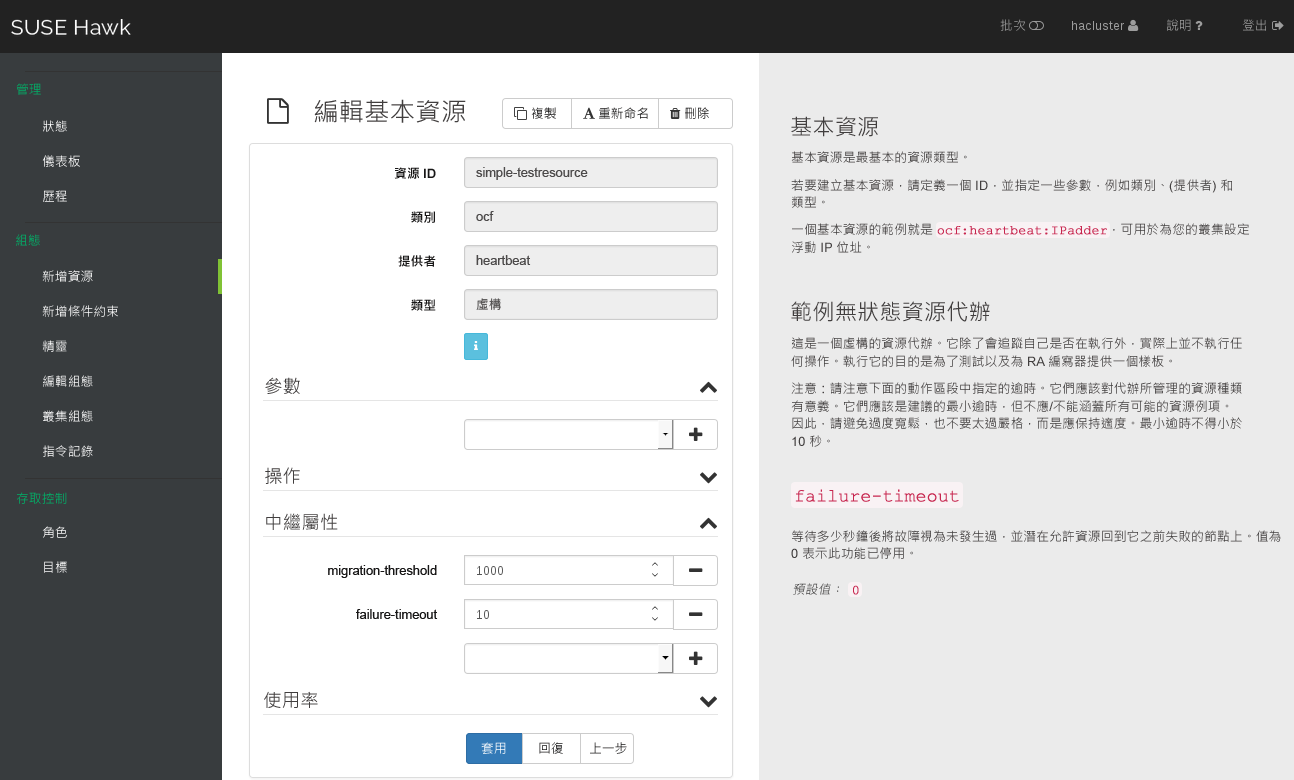 SUSE Hawk
批次
hacluster
說明 ?
登出
管理
狀態
儀表板
歷程
組態
新增資源
新增條件約束
精靈
編輯組態
叢集組態
指令記錄
存取控制
角色
目標
編輯基本資源
複製
A 重新命名
刪除
資源 ID
simple-testresource
類別
ocf
提供者
heartbeat
類型
虛構
i
參數
操作
中繼屬性
migration-threshold
1000
failure-timeout
10
使用率
套用
回復
上一步
基本資源
基本資源是最基本的資源類型。
若要建立基本資源，請定義一個 ID，並指定一些參數，例如類別、(提供者) 和
類型。
一個基本資源的範例就是 ocf:heartbeat:IPadder，可用於為您的叢集設定
浮動 IP 位址。
範例無狀態資源代辦
這是一個虛構的資源代辦。它除了會追蹤自己是否在執行外，實際上並不執行任
何操作。執行它的目的是為了測試以及為 RA 編寫器提供一個樣板。
注意：請注意下面的動作區段中指定的逾時。它們應該對代辦所管理的資源種類
有意義。它們應該是建議的最小逾時，但不應/不能涵蓋所有可能的資源例項。
因此，請避免過度寬鬆，也不要太過嚴格，而是應保持適度。最小逾時不得小於
10 秒。
failure-timeout
等待多少秒鐘後將故障視為未發生過，並潛在允許資源回到它之前失敗的節點上。值為
0 表示此功能已停用。
預設值： 0